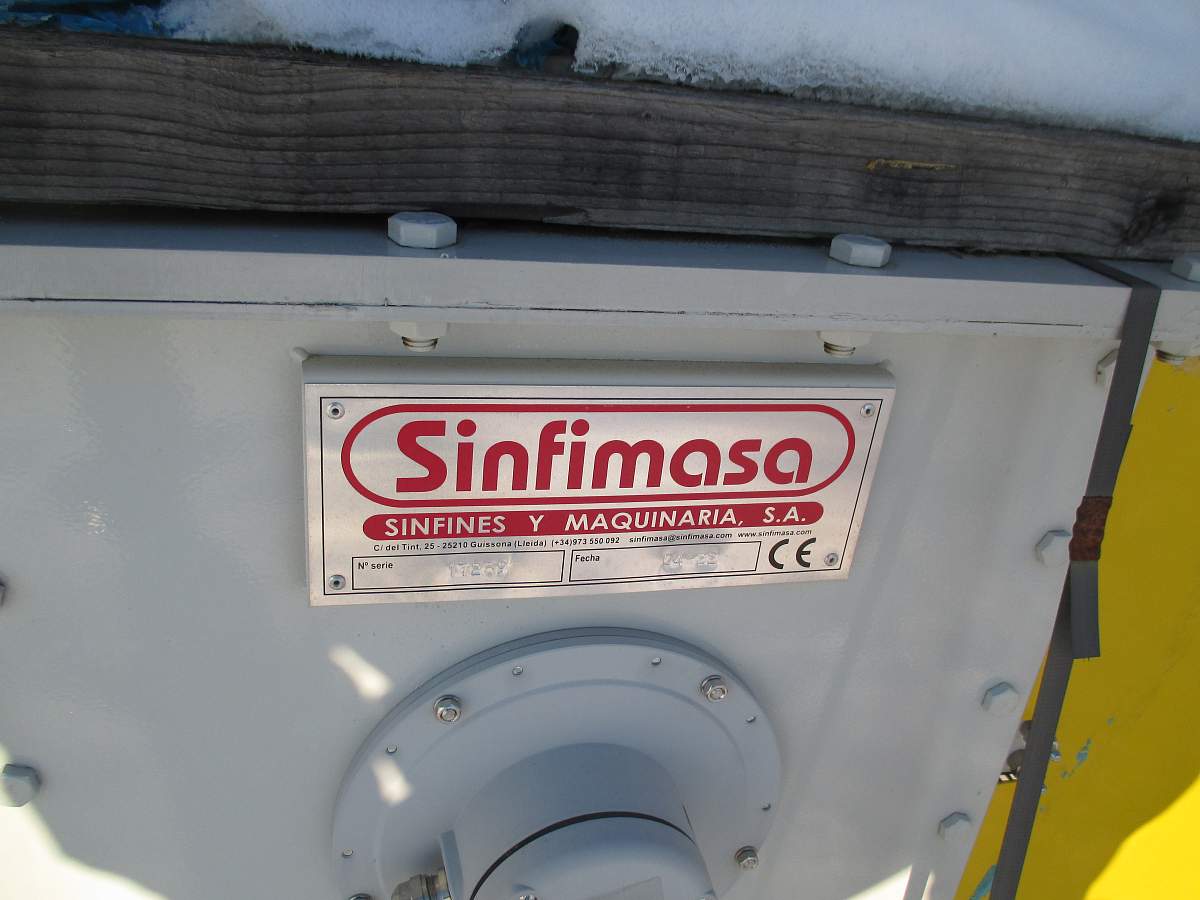 Sinfimasa
SINFINES Y MAQUINARIA, S.A.
C/ del Tint, 25 - 25210 Guissona (Lleida) (+34)973 550 092 sinfimasa@sinfimasa.com www.sinfimasa.com
Nº serie
Fecha
CE